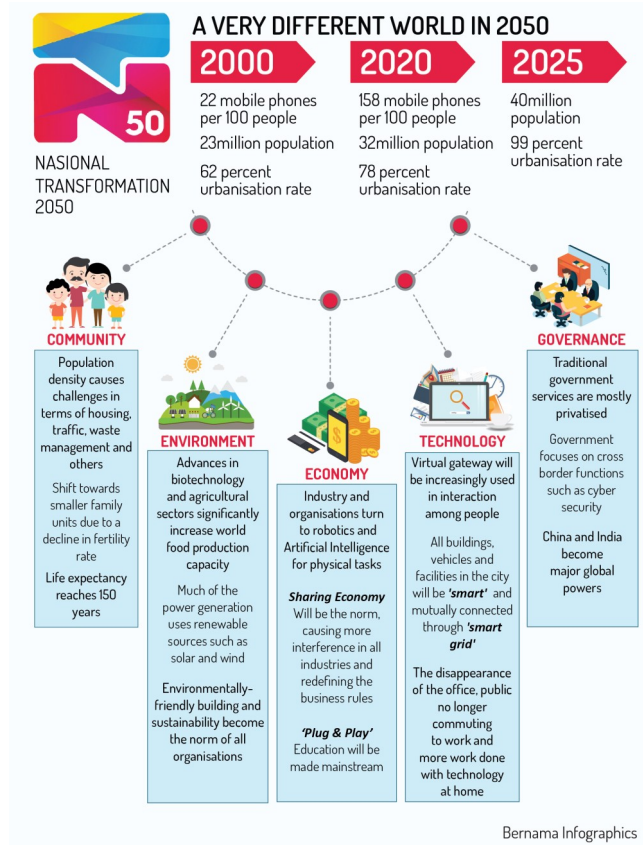 A VERY DIFFERENT WORLD IN 2050
50
NASIONAL
TRANSFORMATION
2050
2000
22 mobile phones
per 100 people
23million population
62 percent
urbanisation rate
2020
158 mobile phones
per 100 people
32million population
78 percent
urbanisation rate
2025
40million
population
99 percent
urbanisation rate
COMMUNITY
Population
density causes
challenges in
terms of housing,
traffic, waste
management and
others
Shift towards
smaller family
units due to a
decline in fertility
rate
Life expectancy
reaches 150
years
ENVIRONMENT
Advances in
biotechnology
and agricultural
sectors significantly
increase world
food production
capacity
Much of the
power generation
uses renewable
sources such as
solar and wind
Environmentally-
friendly building and
sustainability become
the norm of all
organisations
ECONOMY
Industry and
organisations turn
to robotics and
Artificial Intelligence
for physical tasks
Sharing Economy
Will be the norm,
causing more
interference in all
industries and
redefining the
business rules
'Plug & Play'
Education will be
made mainstream
TECHNOLOGY
Virtual gateway will
be increasingly used
in interaction
among people
All buildings,
vehicles and
facilities in the city
will be 'smart' and
mutually connected
through 'smart
grid'
The disappearance
of the office, public
no longer
commuting
to work and
more work done
with technology
at home
GOVERNANCE
Traditional
government
services are mostly
privatised
Government
focuses on cross
border functions
such as cyber
security
China and India
become
major global
powers
Bernama Infographics